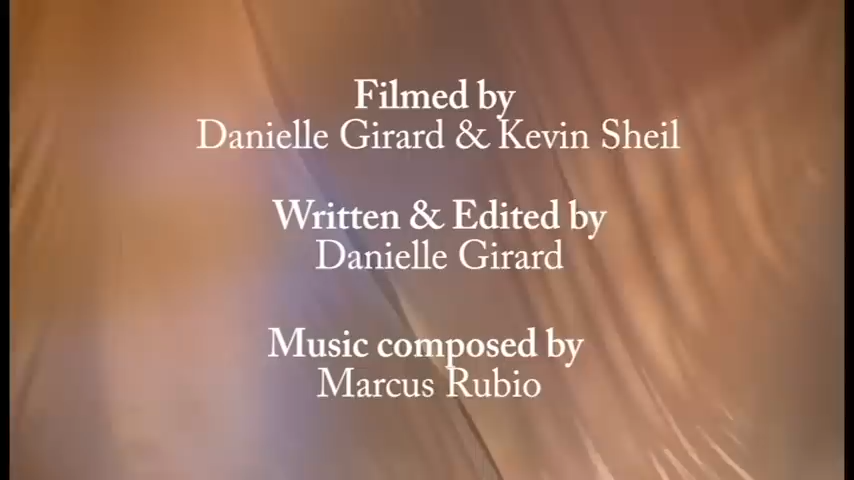 Filmed by
Danielle Girard & Kevin Sheil
Written & Edited by
Danielle Girard
Music composed by
Marcus Rubio